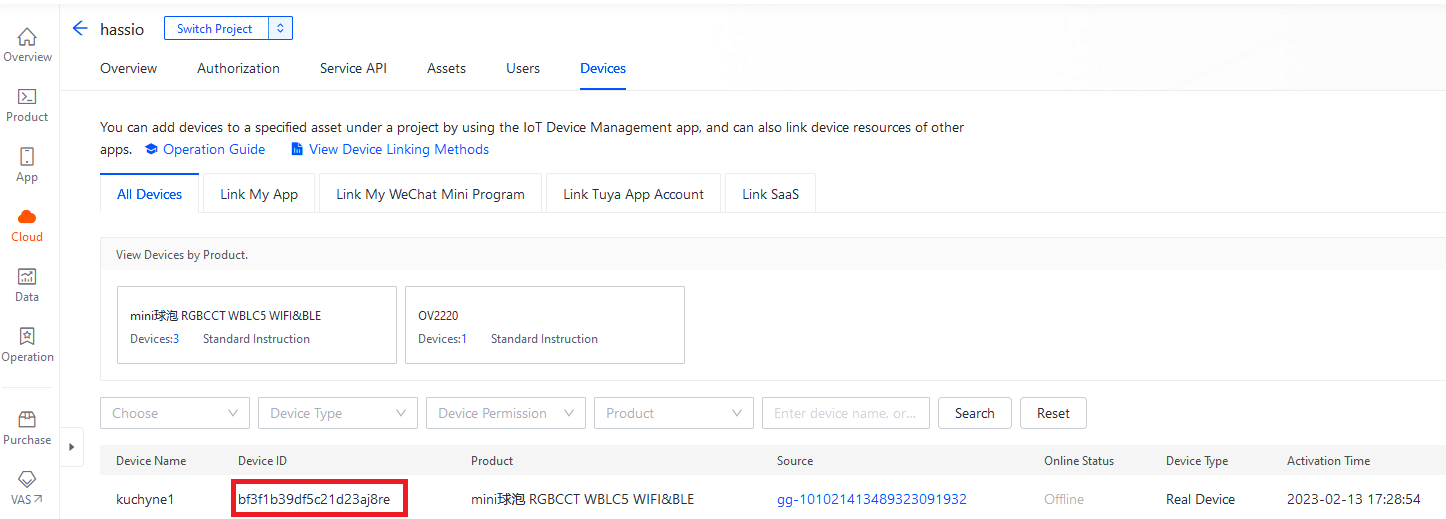 hassio Switch Project
Overview
Product
App
Cloud
Data
Operation
Purchase
VAS
Overview Authorization Service API Assets Users Devices
You can add devices to a specified asset under a project by using the IoT Device Management app, and can also link device resources of other
apps. Operation Guide View Device Linking Methods
All Devices Link My App Link My WeChat Mini Program Link Tuya App Account Link SaaS
View Devices by Product.
mini球泡 RGBCCT WBLC5 WIFI&BLE
Devices:3 Standard Instruction
OV2220
Devices:1 Standard Instruction
Choose Device Type Device Permission Product Enter device name, or... Search Reset
Device Name Device ID Product Source Online Status Device Type Activation Time
kuchyne1 bf3f1b39df5c21d23aj8re mini球泡 RGBCCT WBLC5 WIFI&BLE gg-101021413489323091932 Offline Real Device 2023-02-13 17:28:54